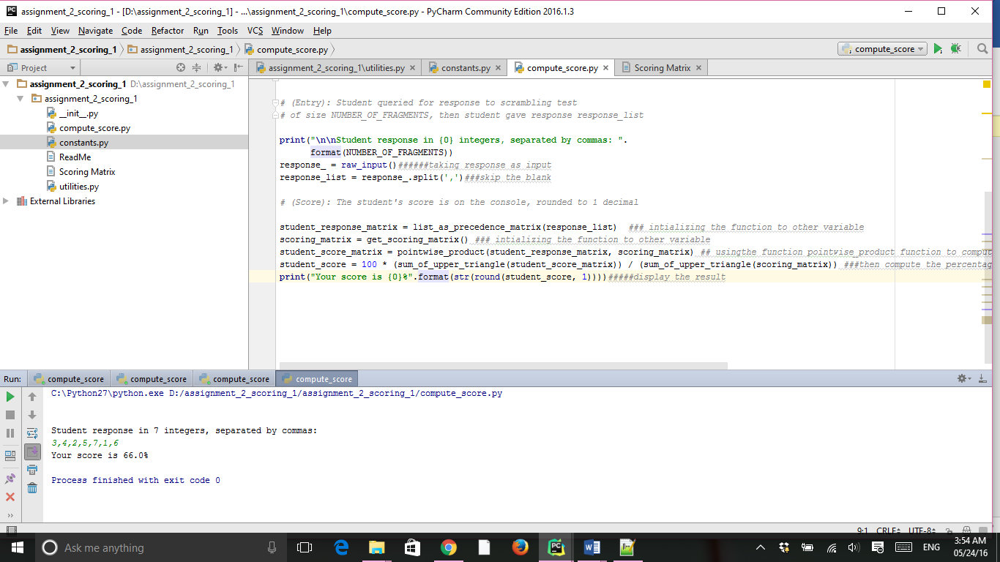 assignment_2_scoring_1 - [D:\assignment_2_scoring_1] - ...\assignment_2_scoring_1\compute_score.py - PyCharm Community Edition 2016.1.3
File Edit View Navigate Code Refactor Run Tools VCS Window Help
assignment_2_scoring_1 assignment_2_scoring_1 compute_score.py compute_score
Project assignment_2_scoring_1\utilities.py constants.py compute_score.py Scoring Matrix
assignment_2_scoring_1 D:\assignment_2_scoring_1
assignment_2_scoring_1
__init__.py
compute_score.py
constants.py
ReadMe
Scoring Matrix
utilities.py
External Libraries
# (Entry): Student queried for response to scrambling test
# of size NUMBER_OF_FRAGMENTS, then student gave response response_list
print("\n\nStudent response in {0} integers, separated by commas: ".
format(NUMBER_OF_FRAGMENTS))
response_ = raw_input()######taking response as input
response_list = response_.split(',')###skip the blank
# (Score): The student's score is on the console, rounded to 1 decimal
student_response_matrix = list_as_precedence_matrix(response_list) ### intializing the function to other variable
scoring_matrix = get_scoring_matrix() ### intializing the function to other variable
student_score_matrix = pointwise_product(student_response_matrix, scoring_matrix) ## usingthe function pointwise_product function to comput
student_score = 100 * (sum_of_upper_triangle(student_score_matrix)) / (sum_of_upper_triangle(scoring_matrix)) ###then compute the percentag
print("Your score is {0}%".format(str(round(student_score, 1))))#####display the result
Run: compute_score compute_score compute_score compute_score
C:\Python27\python.exe D:/assignment_2_scoring_1/assignment_2_scoring_1/compute_score.py
Student response in 7 integers, separated by commas:
3,4,2,5,7,1,6
Your score is 66.0%
Process finished with exit code 0
9:1 CRLF UTF-8
Ask me anything
ENG
3:54 AM
05/24/16